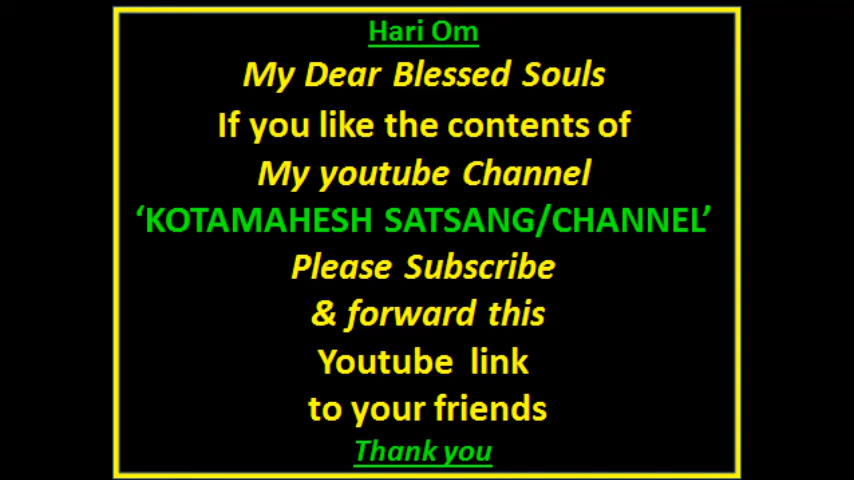 Hari Om
My Dear Blessed Souls
If you like the contents of
My youtube Channel
‘KOTAMAHESH SATSANG/CHANNEL’
Please Subscribe
& forward this
Youtube link
to your friends
Thank you